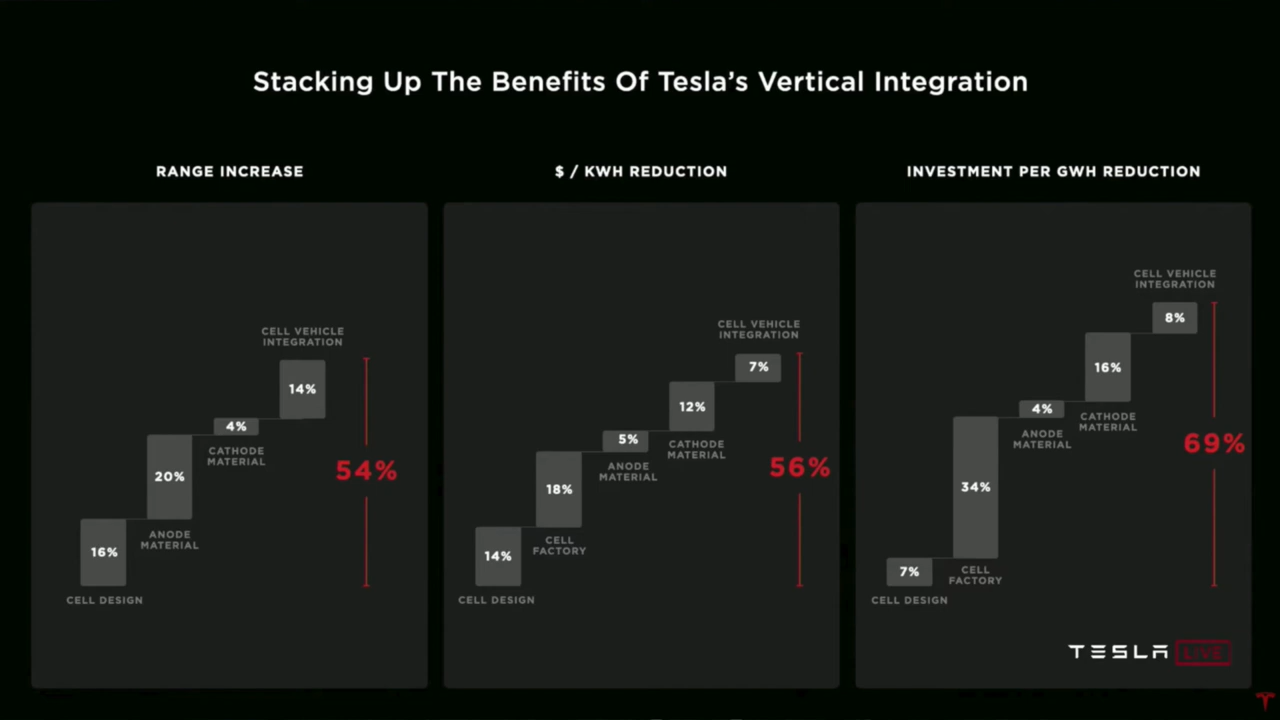 Stacking Up The Benefits Of Tesla's Vertical Integration
RANGE INCREASE
CELL VEHICLE
INTEGRATION
14%
4%
CATHODE
MATERIAL
20%
ANODE
MATERIAL
16%
CELL DESIGN
54%
$ / KWH REDUCTION
CELL VEHICLE
INTEGRATION
7%
12%
CATHODE
MATERIAL
5%
ANODE
MATERIAL
18%
CELL
FACTORY
14%
CELL DESIGN
56%
INVESTMENT PER GWH REDUCTION
CELL VEHICLE
INTEGRATION
8%
16%
CATHODE
MATERIAL
4%
ANODE
MATERIAL
34%
CELL
FACTORY
7%
CELL DESIGN
69%
TESLA LIVE